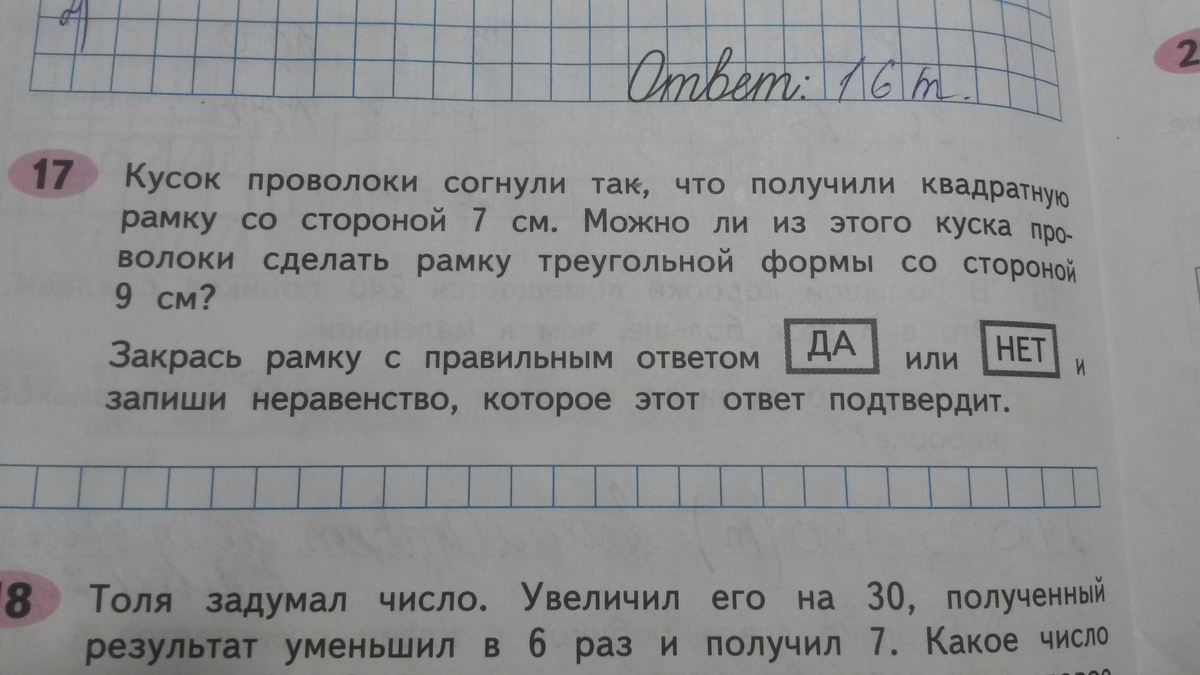 Ответ: 16 т.
2
17 Кусок проволоки согнули так, что получили квадратную
рамку со стороной 7 см. Можно ли из этого куска про-
волоки сделать рамку треугольной формы со стороной
9 см?
Закрась рамку с правильным ответом ДА или НЕТ и
запиши неравенство, которое этот ответ подтвердит.
18 Толя задумал число. Увеличил его на 30, полученный
результат уменьшил в 6 раз и получил 7. Какое число